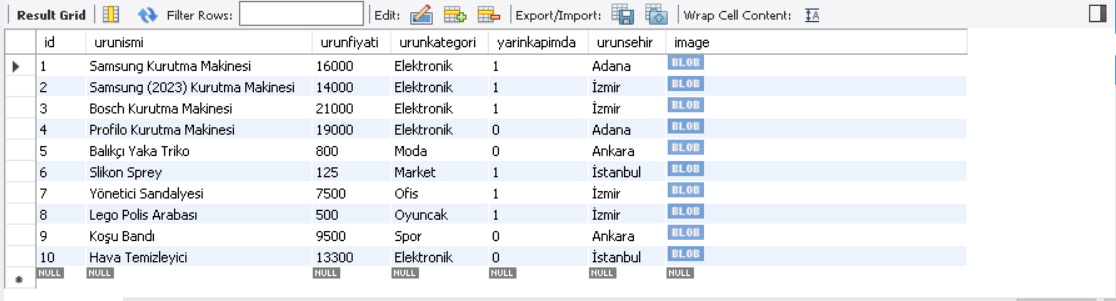 Result Grid Filter Rows: Edit: Export/Import: Wrap Cell Content: IA
id urunismi urunfiyati urunkategori yarinkapimda urunsehir image
1 Samsung Kurutma Makinesi 16000 Elektronik 1 Adana BLOB
2 Samsung (2023) Kurutma Makinesi 14000 Elektronik 1 İzmir BLOB
3 Bosch Kurutma Makinesi 21000 Elektronik 1 İzmir BLOB
4 Profilo Kurutma Makinesi 19000 Elektronik 0 Adana BLOB
5 Balıkçı Yaka Triko 800 Moda 0 Ankara BLOB
6 Slikon Sprey 125 Market 1 İstanbul BLOB
7 Yönetici Sandalyesi 7500 Ofis 1 İzmir BLOB
8 Lego Polis Arabası 500 Oyuncak 1 İzmir BLOB
9 Koşu Bandı 9500 Spor 0 Ankara BLOB
10 Hava Temizleyici 13300 Elektronik 0 İstanbul BLOB
NULL NULL NULL NULL NULL NULL NULL